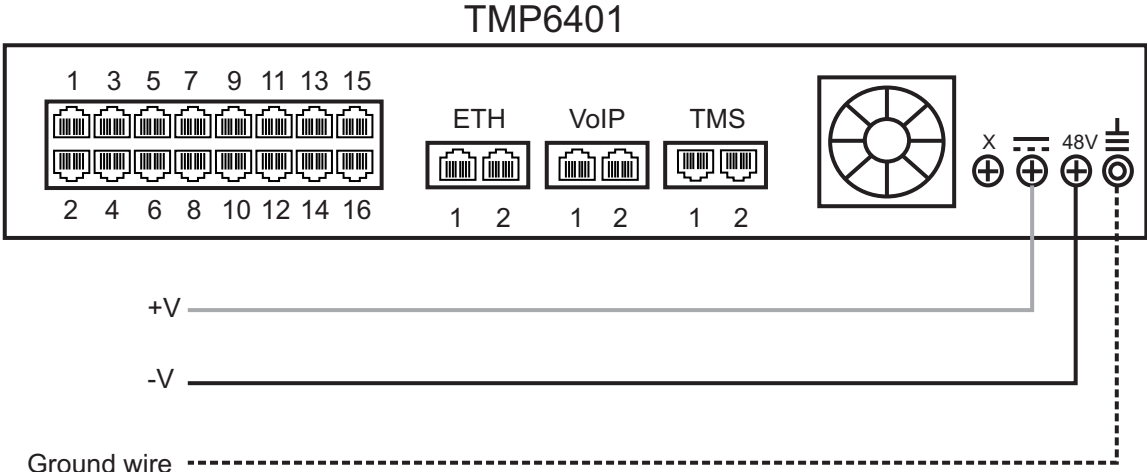 TMP6401
1 3 5 7 9 11 13 15
ETH VoIP TMS
X 48V
2 4 6 8 10 12 14 16
1 2 1 2 1 2
+V
-V
Ground wire